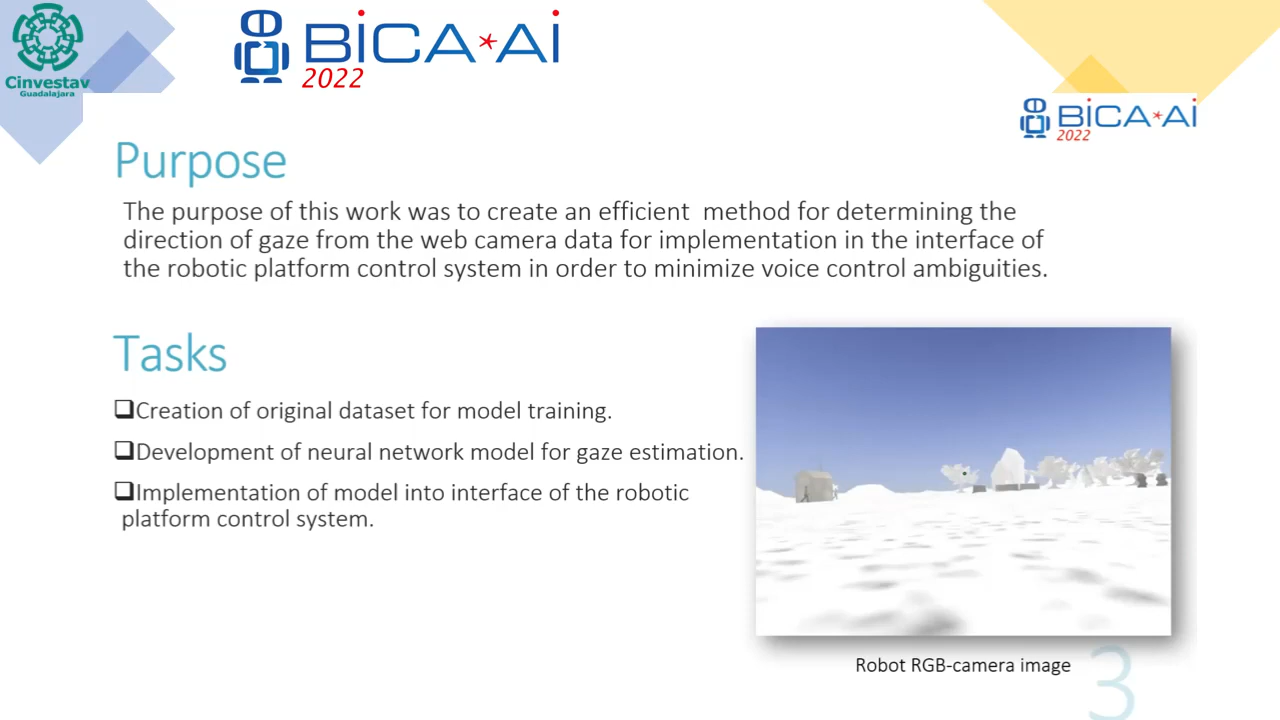 Cinvestav
Guadalajara
BiCA*Ai
2022
BiCA*Ai
2022
Purpose
The purpose of this work was to create an efficient  method for determining the
direction of gaze from the web camera data for implementation in the interface of
the robotic platform control system in order to minimize voice control ambiguities.
Tasks
❑Creation of original dataset for model training.
❑Development of neural network model for gaze estimation.
❑Implementation of model into interface of the robotic
platform control system.
Robot RGB-camera image
3